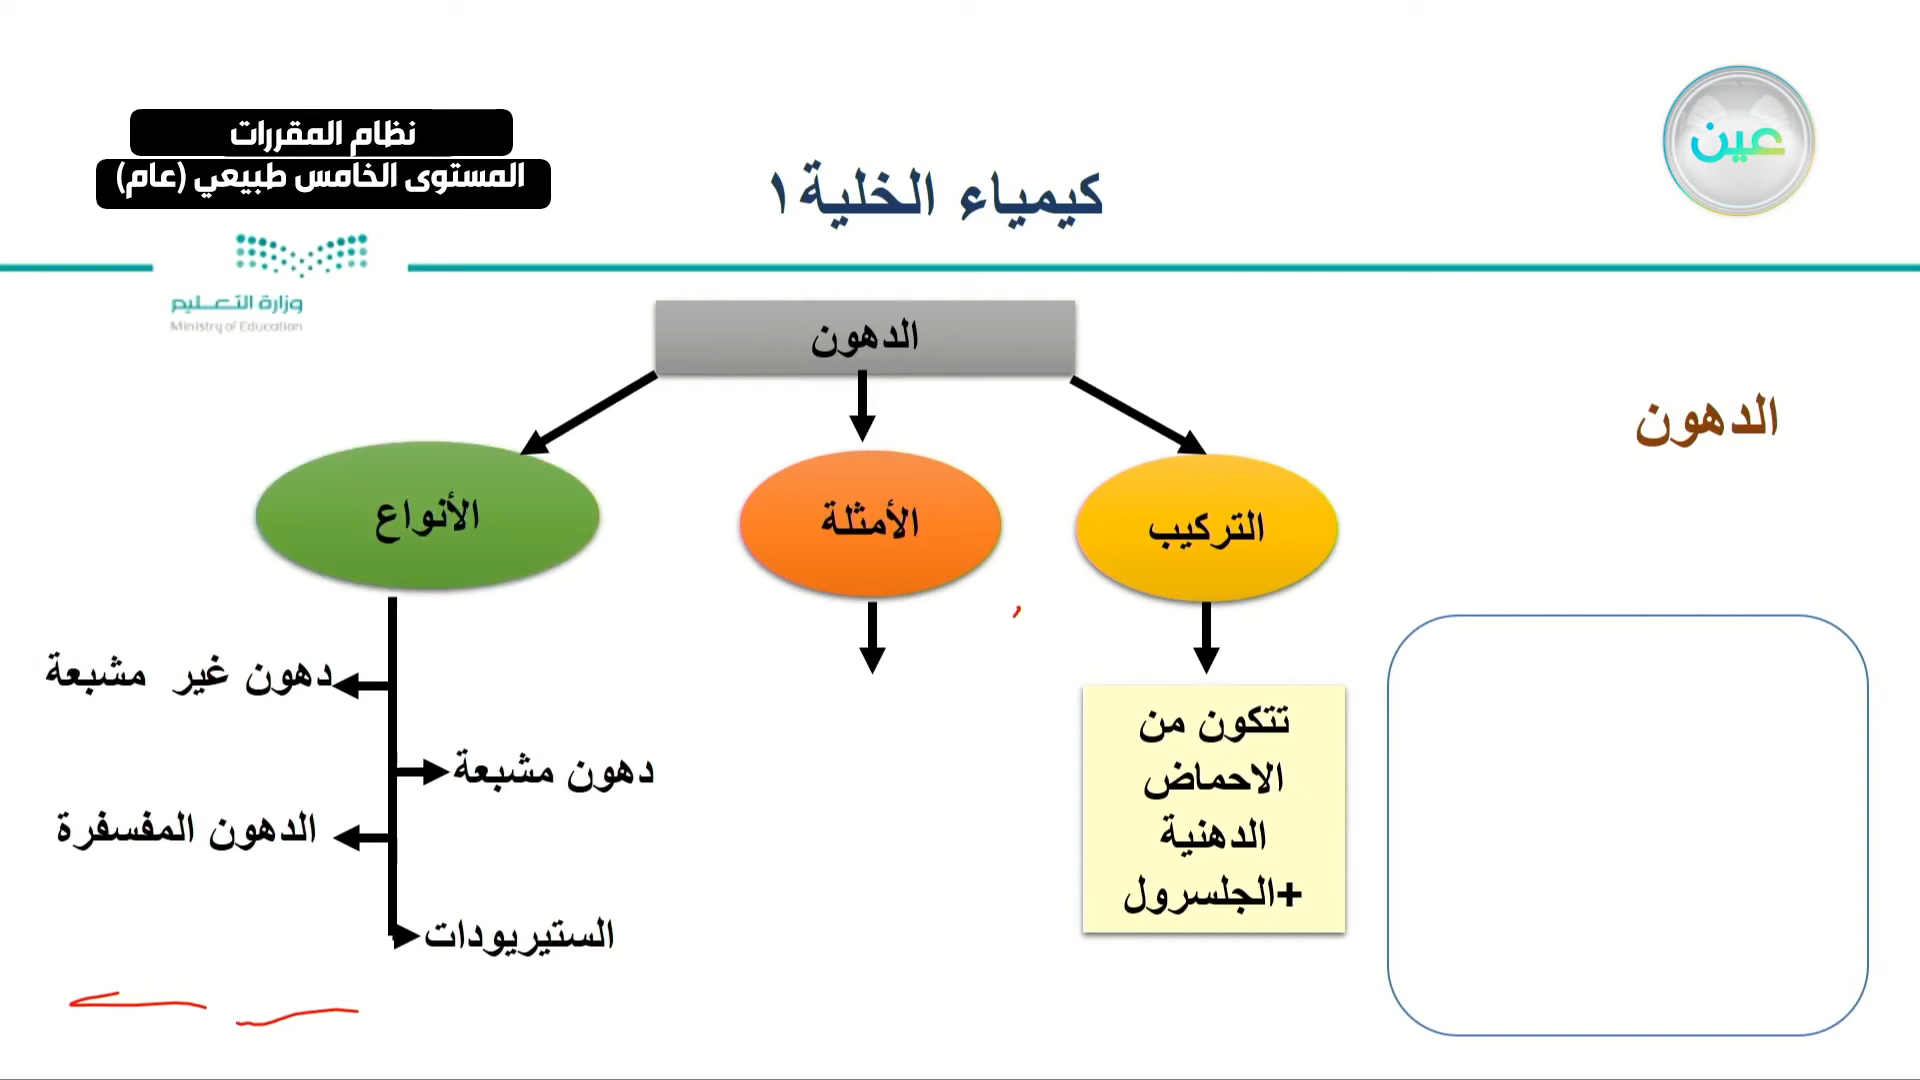 عين
نظام المقررات
المستوى الخامس طبيعي (عام)
كيمياء الخلية ١
وزارة التعليم
Ministry of Education
الدهون
الدهون
التركيب
الأمثلة
الأنواع
تتكون من
الاحماض
الدهنية
+الجلسرول
دهون غير مشبعة
دهون مشبعة
الدهون المفسفرة
الستيريودات